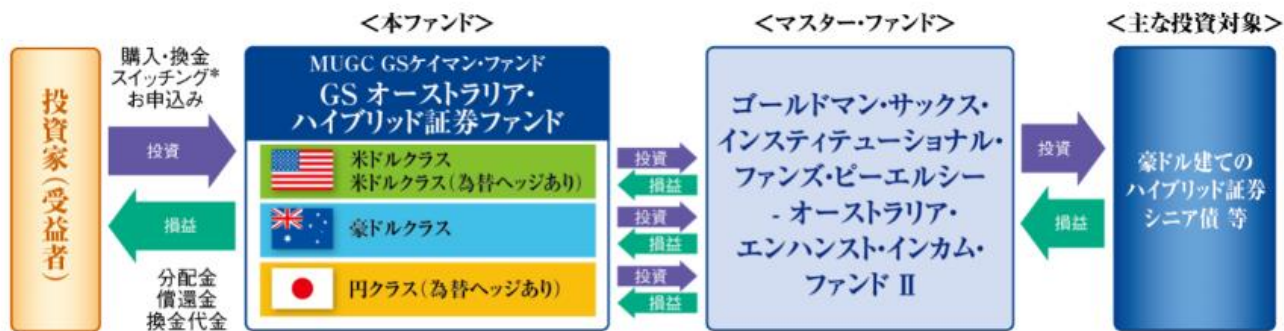 ＜本ファンド＞
＜マスター・ファンド＞
＜主な投資対象＞
投資家（受益者）
購入・換金
スイッチング*
お申込み
投資
損益
分配金
償還金
換金代金
MUGC GSケイマン・ファンド
GS オーストラリア・
ハイブリッド証券ファンド
米ドルクラス
米ドルクラス（為替ヘッジあり）
豪ドルクラス
円クラス（為替ヘッジあり）
投資
損益
投資
損益
投資
損益
ゴールドマン・サックス・
インスティテューショナル・
ファンズ・ピーエルシー
- オーストラリア・
エンハンスト・インカム・
ファンド Ⅱ
投資
損益
豪ドル建ての
ハイブリッド証券
シニア債 等